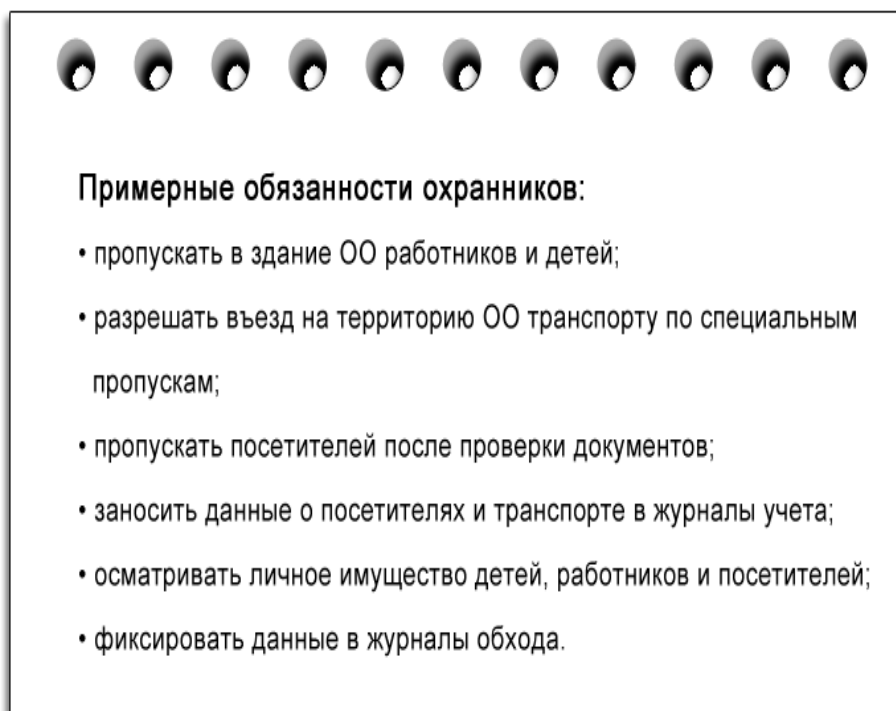 Примерные обязанности охранников:
• пропускать в здание ОО работников и детей;
• разрешать въезд на территорию ОО транспорту по специальным
пропускам;
• пропускать посетителей после проверки документов;
• заносить данные о посетителях и транспорте в журналы учета;
• осматривать личное имущество детей, работников и посетителей;
• фиксировать данные в журналы обхода.